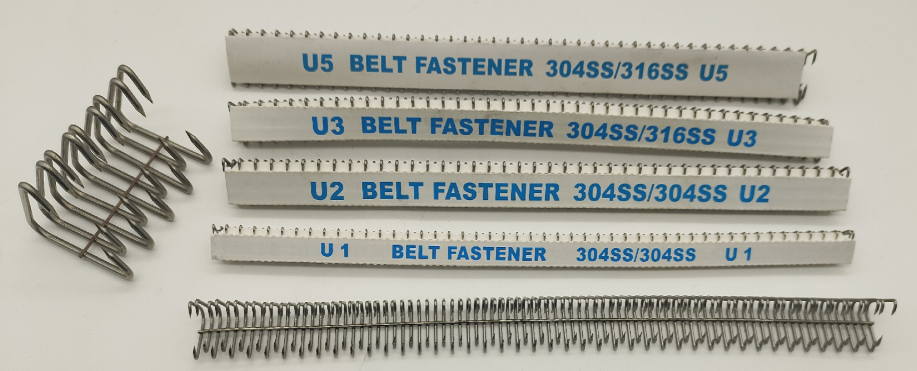 U5 BELT FASTENER 304SS/316SS U5
U3 BELT FASTENER 304SS/316SS U3
U2 BELT FASTENER 304SS/304SS U2
U 1 BELT FASTENER 304SS/304SS U 1